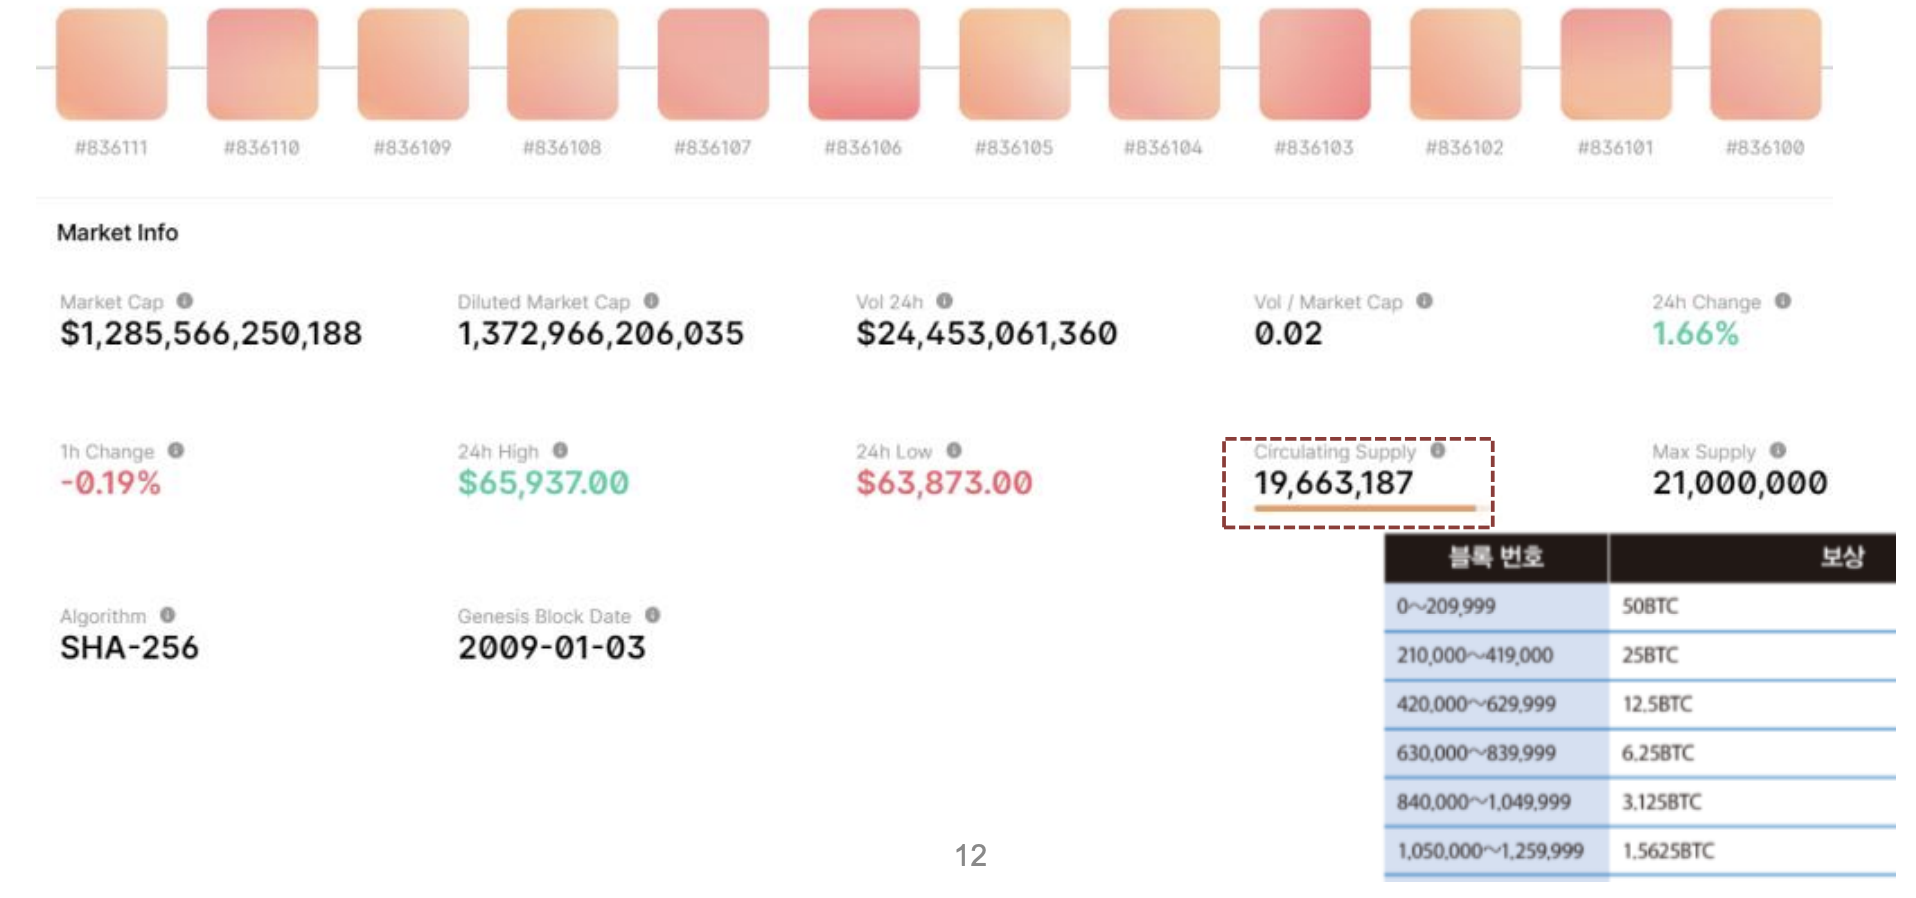 #836111 #836110 #836109 #836108 #836107 #836106 #836105 #836104 #836103 #836102 #836101 #836100
Market Info
Market Cap Diluted Market Cap Vol 24h Vol / Market Cap 24h Change
$1,285,566,250,188 1,372,966,206,035 $24,453,061,360 0.02 1.66%
1h Change 24h High 24h Low Circulating Supply Max Supply
-0.19% $65,937.00 $63,873.00 19,663,187 21,000,000
Algorithm Genesis Block Date
SHA-256 2009-01-03
블록 번호 보상
0~209,999 50BTC
210,000~419,000 25BTC
420,000~629,999 12.5BTC
630,000~839,999 6.25BTC
840,000~1,049,999 3.125BTC
1,050,000~1,259,999 1.5625BTC
12